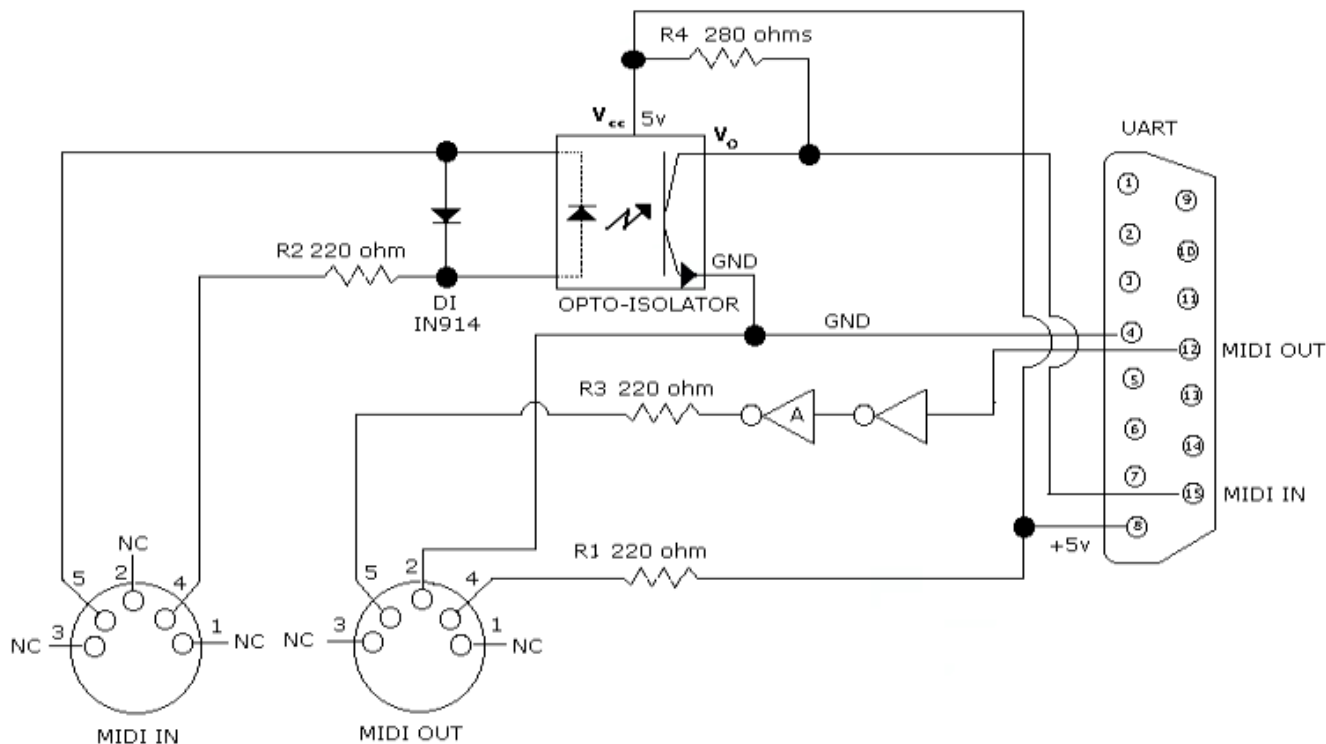 R4 280 ohms
Vcc 5v
Vo
UART
1
9
2
10
3
11
R2 220 ohm
GND
DI
IN914
OPTO-ISOLATOR
GND
4
12 MIDI OUT
R3 220 ohm
5
13
A
6
14
7
15 MIDI IN
8
+5v
R1 220 ohm
NC
5 2 4
NC 3 1 NC
MIDI IN
5 2 4
NC 3 1 NC
MIDI OUT